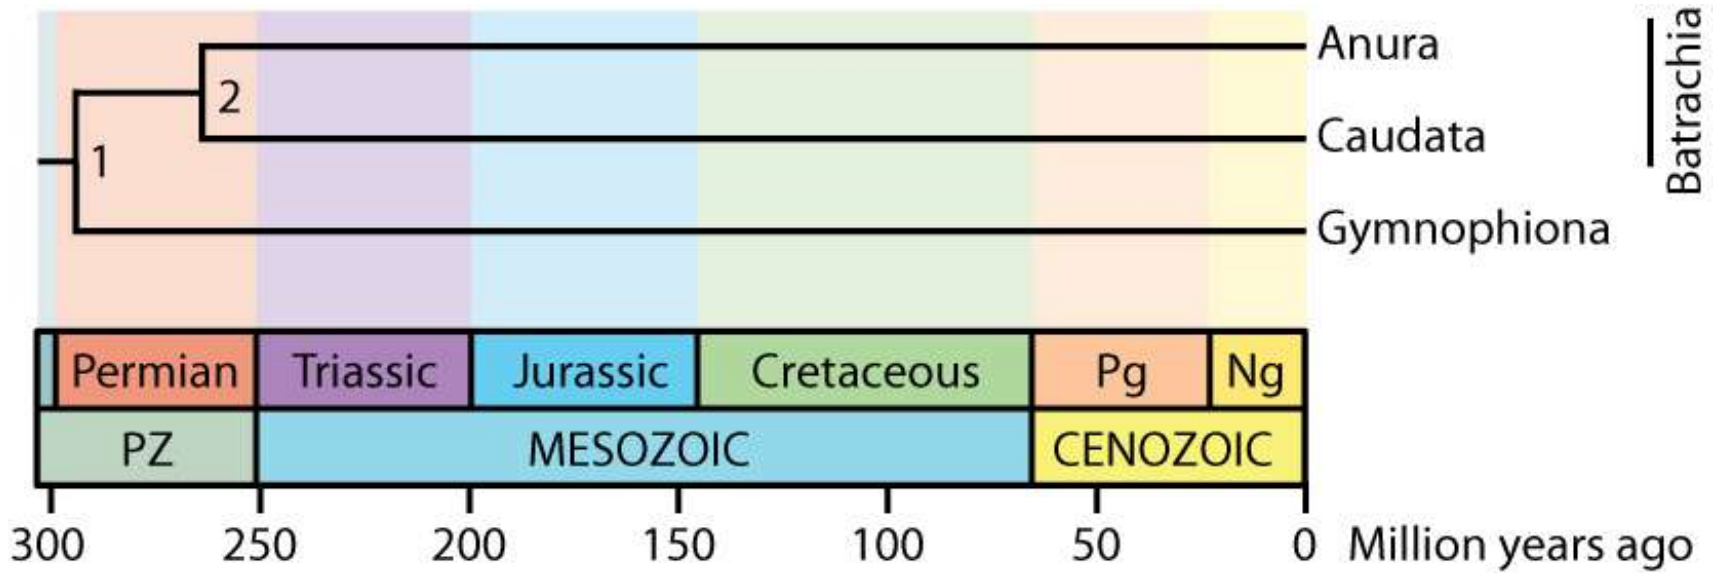 Anura
2
Caudata
1
Gymnophiona
Batrachia
Permian Triassic Jurassic Cretaceous Pg Ng
PZ MESOZOIC CENOZOIC
300 250 200 150 100 50 0 Million years ago